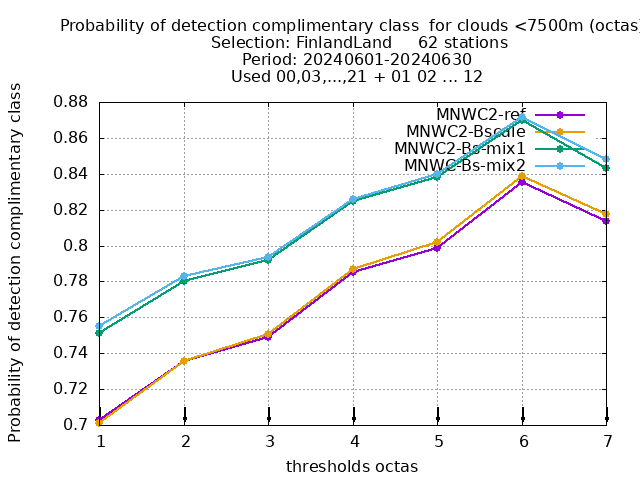 Probability of detection complimentary class  for clouds <7500m (octas)
Selection: FinlandLand     62 stations
Period: 20240601-20240630
Used 00,03,...,21 + 01 02 ... 12
Probability of detection complimentary class
0.88
0.86
0.84
0.82
0.8
0.78
0.76
0.74
0.72
0.7
MNWC2-ref
MNWC2-Bscale
MNWC2-Bs-mix1
MNWC-Bs-mix2
1 2 3 4 5 6 7
thresholds octas